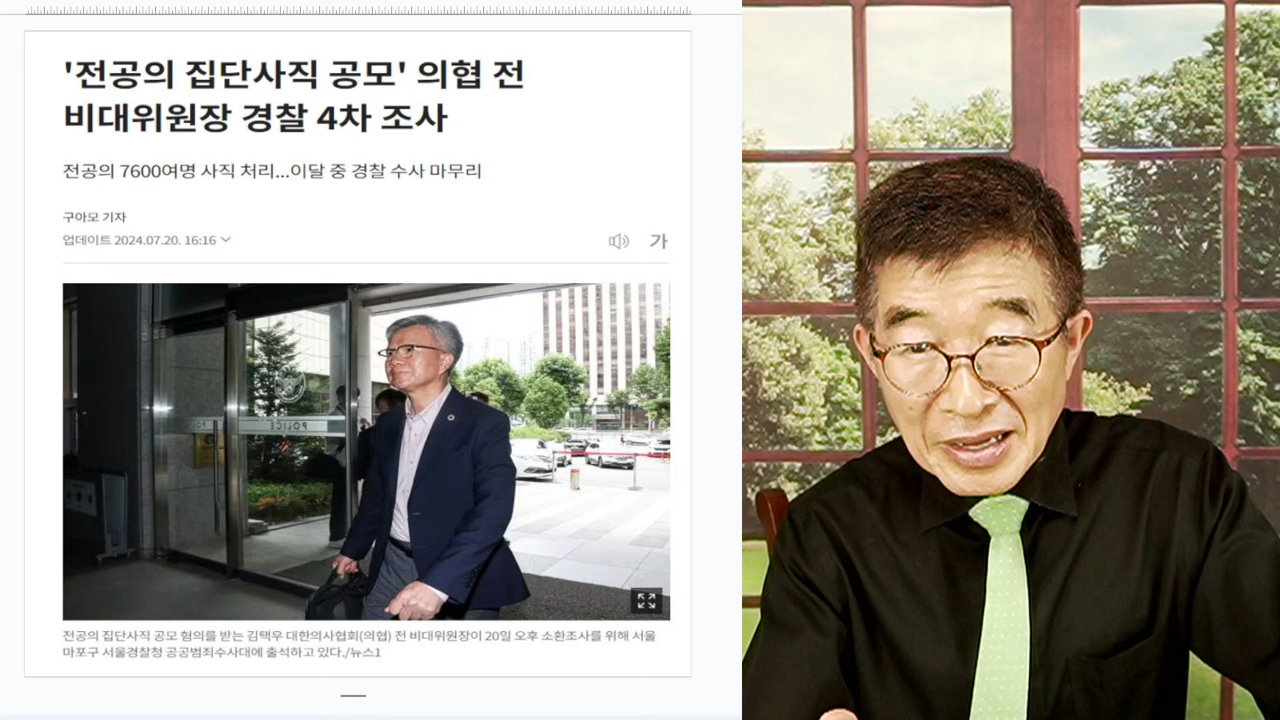 '전공의 집단사직 공모' 의협 전
비대위원장 경찰 4차 조사
전공의 7600여명 사직 처리...이달 중 경찰 수사 마무리
구아모 기자
업데이트 2024.07.20. 16:16
가
POLICE
전공의 집단사직 공모 혐의를 받는 김택우 대한의사협회(의협) 전 비대위원장이 20일 오후 소환조사를 위해 서울
마포구 서울경찰청 공공범죄수사대에 출석하고 있다./뉴스1